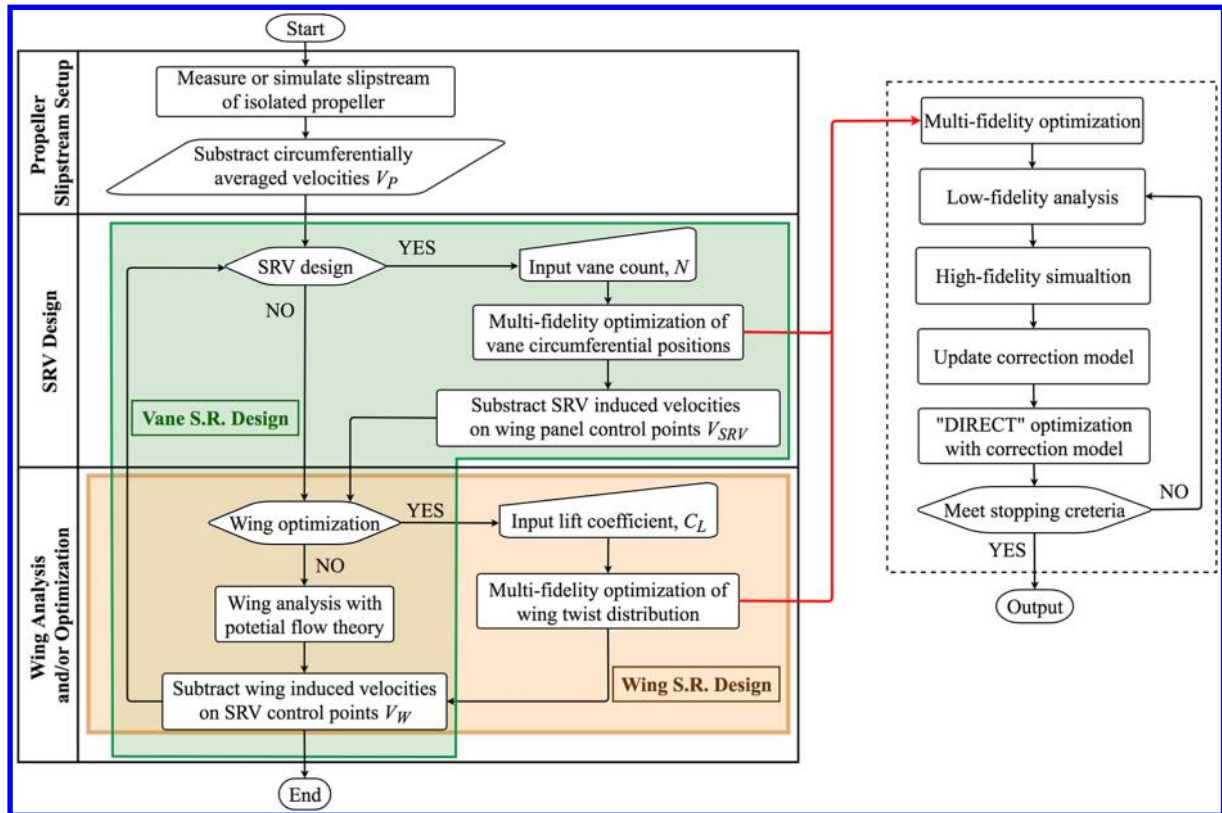 Start
Propeller
Slipstream Setup
Measure or simulate slipstream
of isolated propeller
Substract circumferentially
averaged velocities V_P
SRV Design
SRV design
YES
NO
Input vane count, N
Multi-fidelity optimization of
vane circumferential positions
Substract SRV induced velocities
on wing panel control points V_SRV
Vane S.R. Design
Wing Analysis
and/or Optimization
Wing optimization
YES
NO
Input lift coefficient, C_L
Wing analysis with
potetial flow theory
Multi-fidelity optimization of
wing twist distribution
Subtract wing induced velocities
on SRV control points V_W
Wing S.R. Design
End
Multi-fidelity optimization
Low-fidelity analysis
High-fidelity simualtion
Update correction model
"DIRECT" optimization
with correction model
Meet stopping creteria
NO
YES
Output